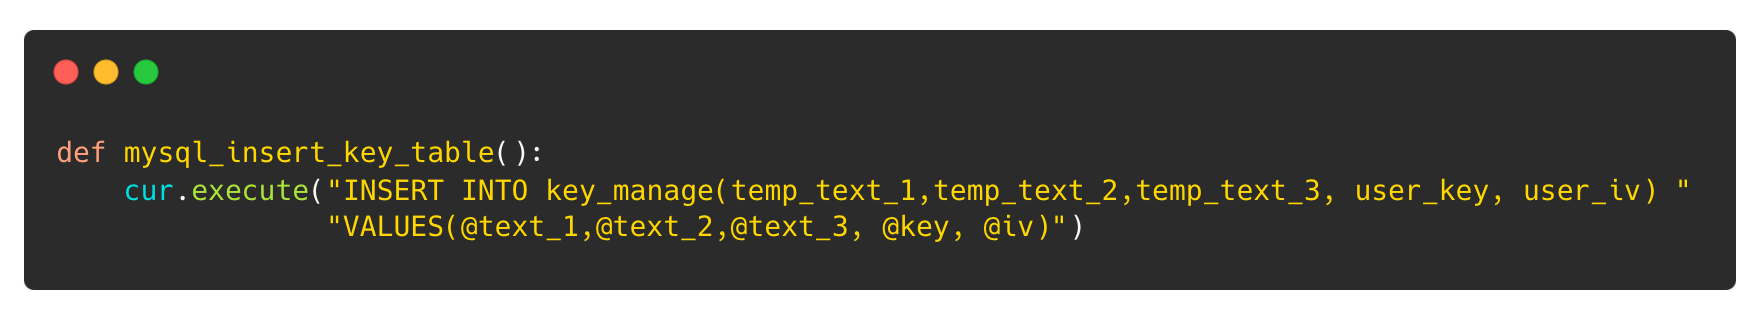 def mysql_insert_key_table():
    cur.execute("INSERT INTO key_manage(temp_text_1,temp_text_2,temp_text_3, user_key, user_iv) "
                "VALUES(@text_1,@text_2,@text_3, @key, @iv)")